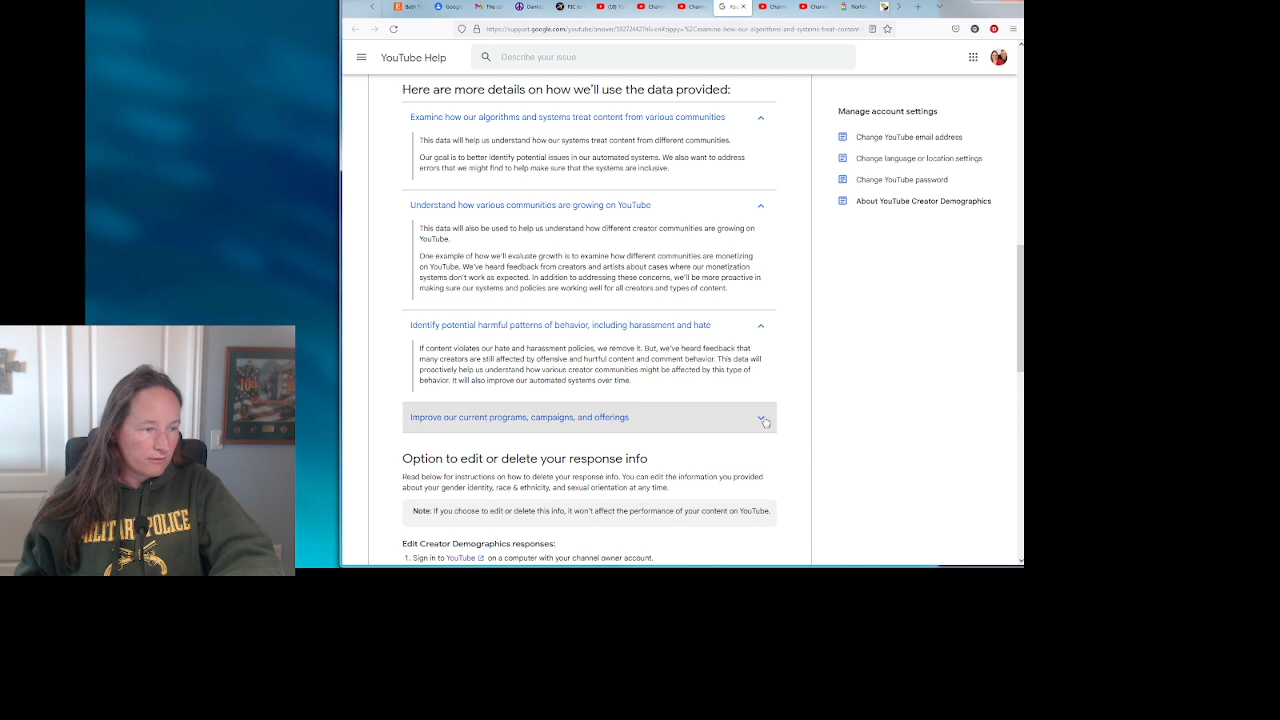 Bath T
Google
The La
Dankp
FJC to
(10) Yo
Chann
Chann
Abo
Chann
Chann
Norfolk
YouTube Help
Describe your issue
Here are more details on how we'll use the data provided:
Examine how our algorithms and systems treat content from various communities
This data will help us understand how our systems treat content from different communities.
Our goal is to better identify potential issues in our automated systems. We also want to address
errors that we might find to help make sure that the systems are inclusive.
Understand how various communities are growing on YouTube
This data will also be used to help us understand how different creator communities are growing on
YouTube.
One example of how we'll evaluate growth is to examine how different communities are monetizing
on YouTube. We've heard feedback from creators and artists about cases where our monetization
systems don't work as expected. In addition to addressing these concerns, we'll be more proactive in
making sure our systems and policies are working well for all creators and types of content.
Identify potential harmful patterns of behavior, including harassment and hate
If content violates our hate and harassment policies, we remove it. But, we've heard feedback that
many creators are still affected by offensive and hurtful content and comment behavior. This data will
proactively help us understand how various creator communities might be affected by this type of
behavior. It will also improve our automated systems over time.
Improve our current programs, campaigns, and offerings
Option to edit or delete your response info
Read below for instructions on how to delete your response info. You can edit the information you provided
about your gender identity, race & ethnicity, and sexual orientation at any time.
Note: If you choose to edit or delete this info, it won't affect the performance of your content on YouTube.
Edit Creator Demographics responses:
1. Sign in to YouTube on a computer with your channel owner account.
Manage account settings
Change YouTube email address
Change language or location settings
Change YouTube password
About YouTube Creator Demographics
MILITARY POLICE